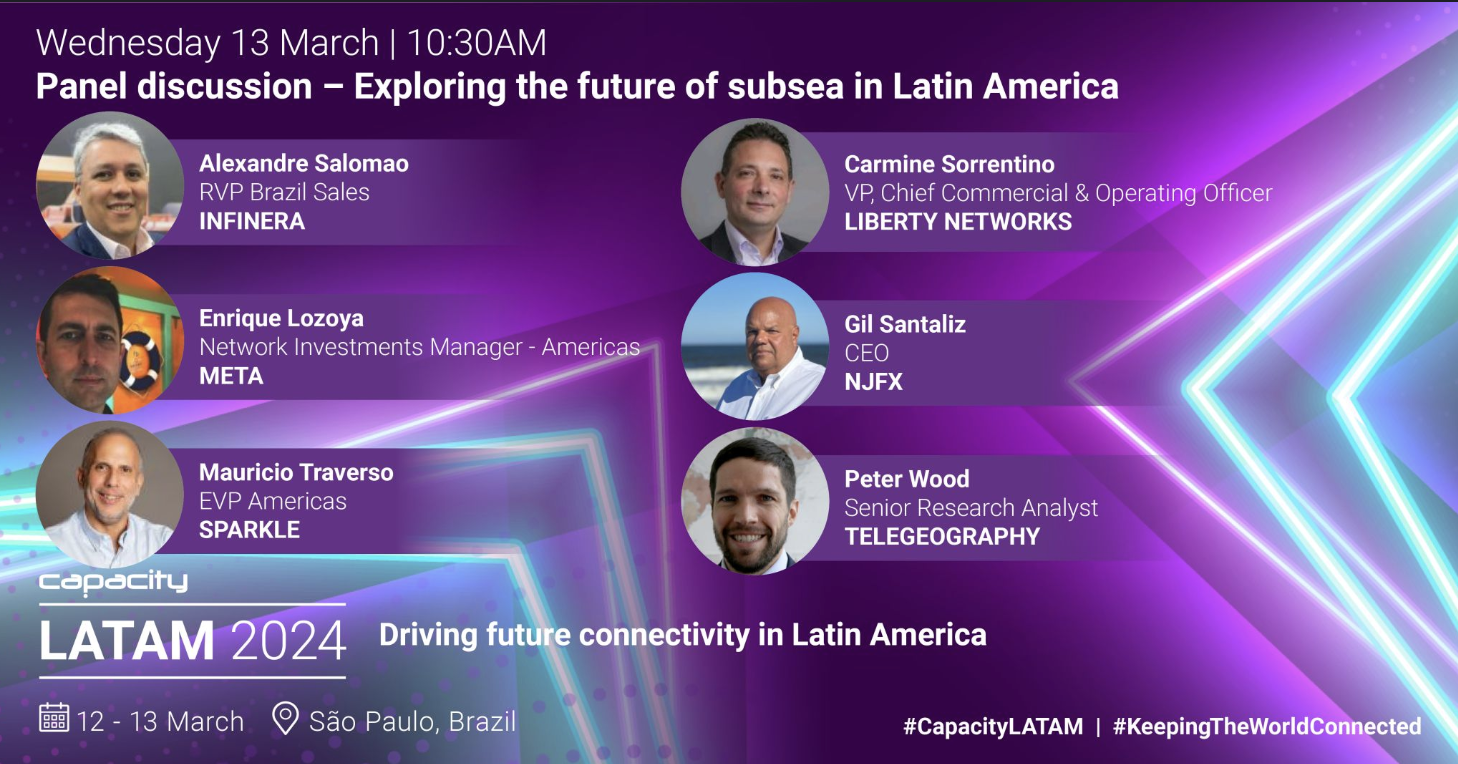 Wednesday 13 March | 10:30AM
Panel discussion – Exploring the future of subsea in Latin America
Alexandre Salomao
RVP Brazil Sales
INFINERA
Carmine Sorrentino
VP, Chief Commercial & Operating Officer
LIBERTY NETWORKS
Enrique Lozoya
Network Investments Manager - Americas
META
Gil Santaliz
CEO
NJFX
Mauricio Traverso
EVP Americas
SPARKLE
Peter Wood
Senior Research Analyst
TELEGEOGRAPHY
capacity
LATAM 2024
Driving future connectivity in Latin America
12 - 13 March
São Paulo, Brazil
#CapacityLATAM | #KeepingTheWorldConnected